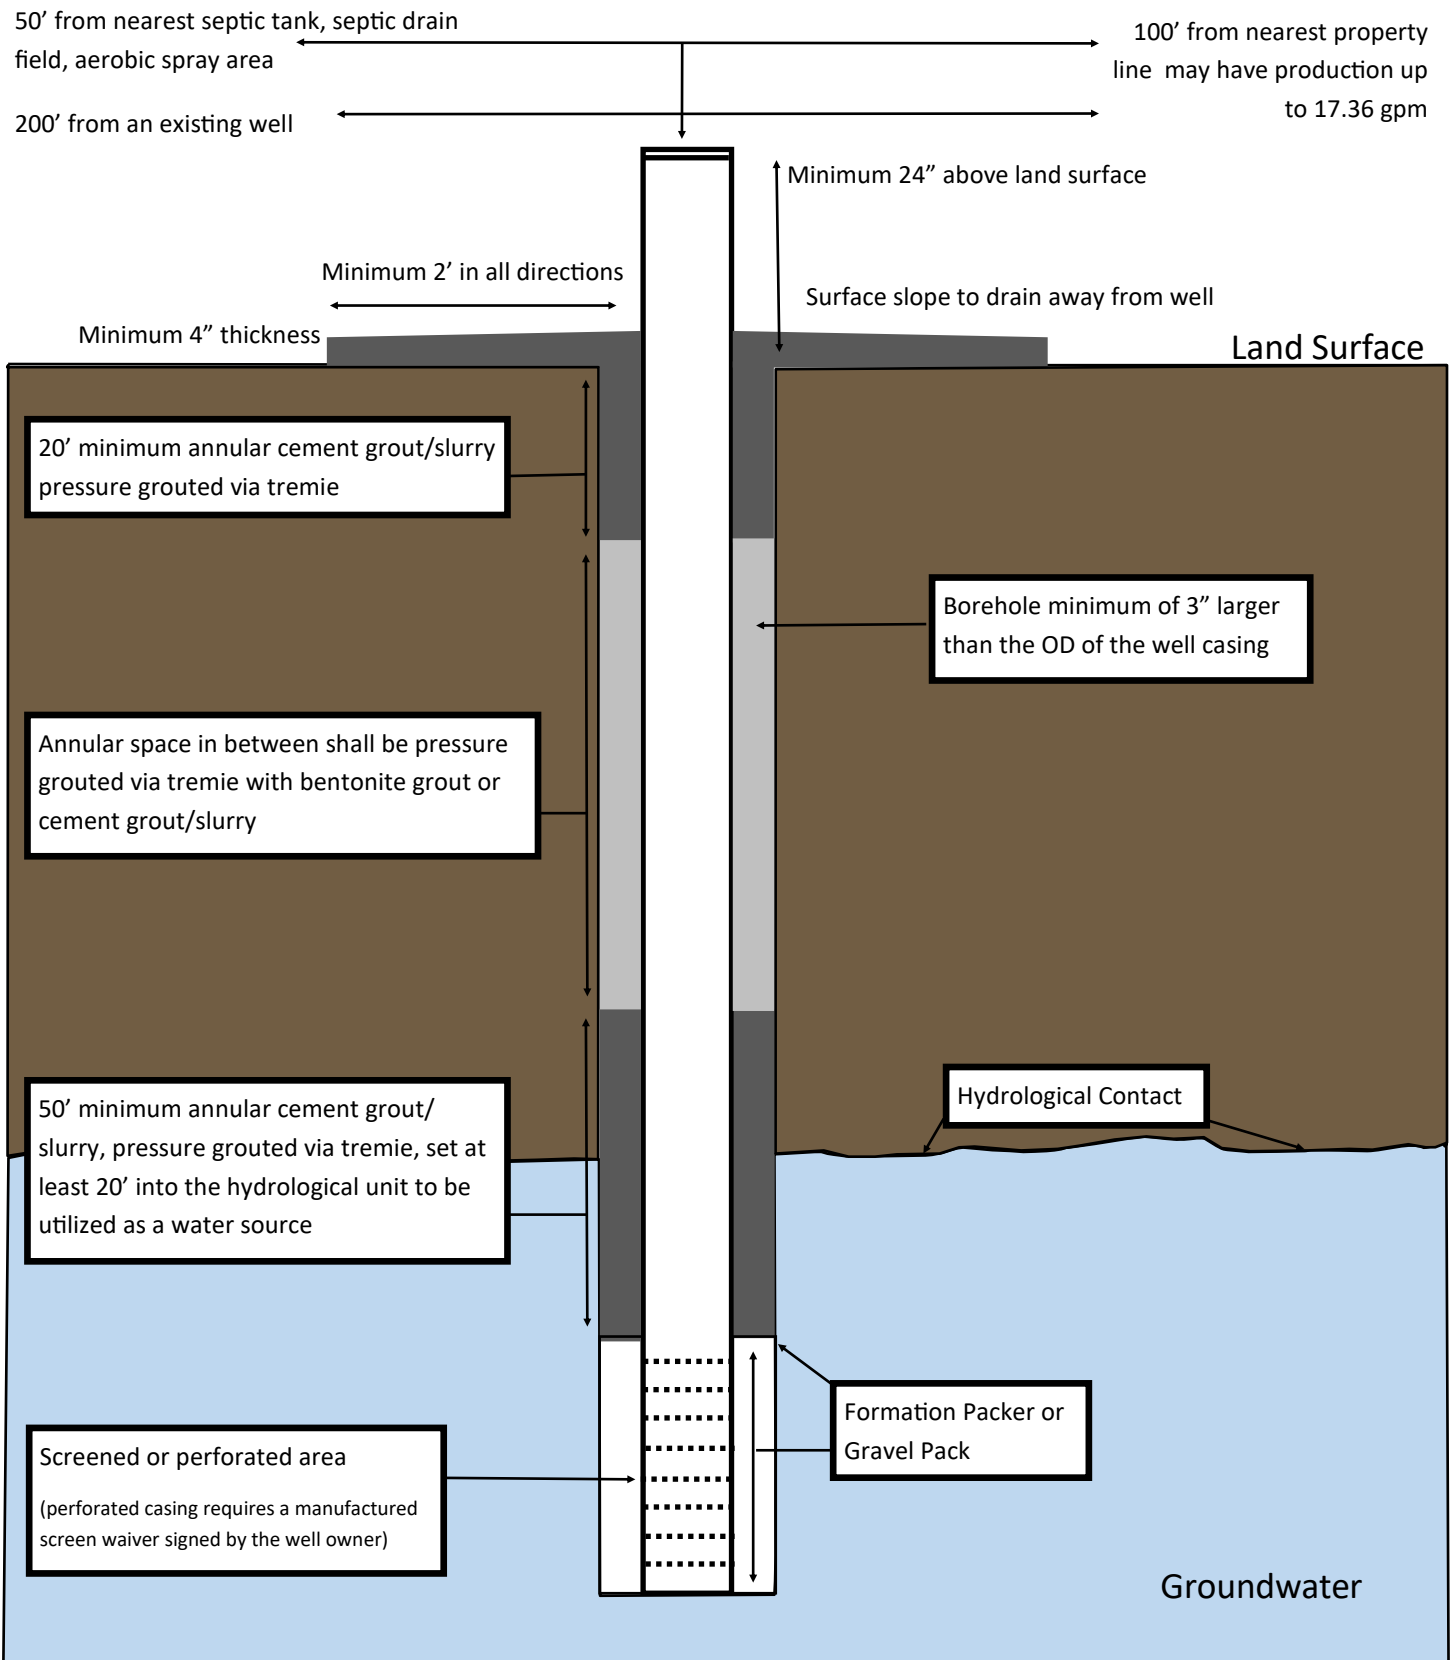 50’ from nearest septic tank, septic drain
field, aerobic spray area
100’ from nearest property
line may have production up
to 17.36 gpm
200’ from an existing well
Minimum 24” above land surface
Minimum 2’ in all directions
Surface slope to drain away from well
Minimum 4” thickness
Land Surface
20’ minimum annular cement grout/slurry
pressure grouted via tremie
Borehole minimum of 3” larger
than the OD of the well casing
Annular space in between shall be pressure
grouted via tremie with bentonite grout or
cement grout/slurry
50’ minimum annular cement grout/
slurry, pressure grouted via tremie, set at
least 20’ into the hydrological unit to be
utilized as a water source
Hydrological Contact
Formation Packer or
Gravel Pack
Screened or perforated area
(perforated casing requires a manufactured
screen waiver signed by the well owner)
Groundwater